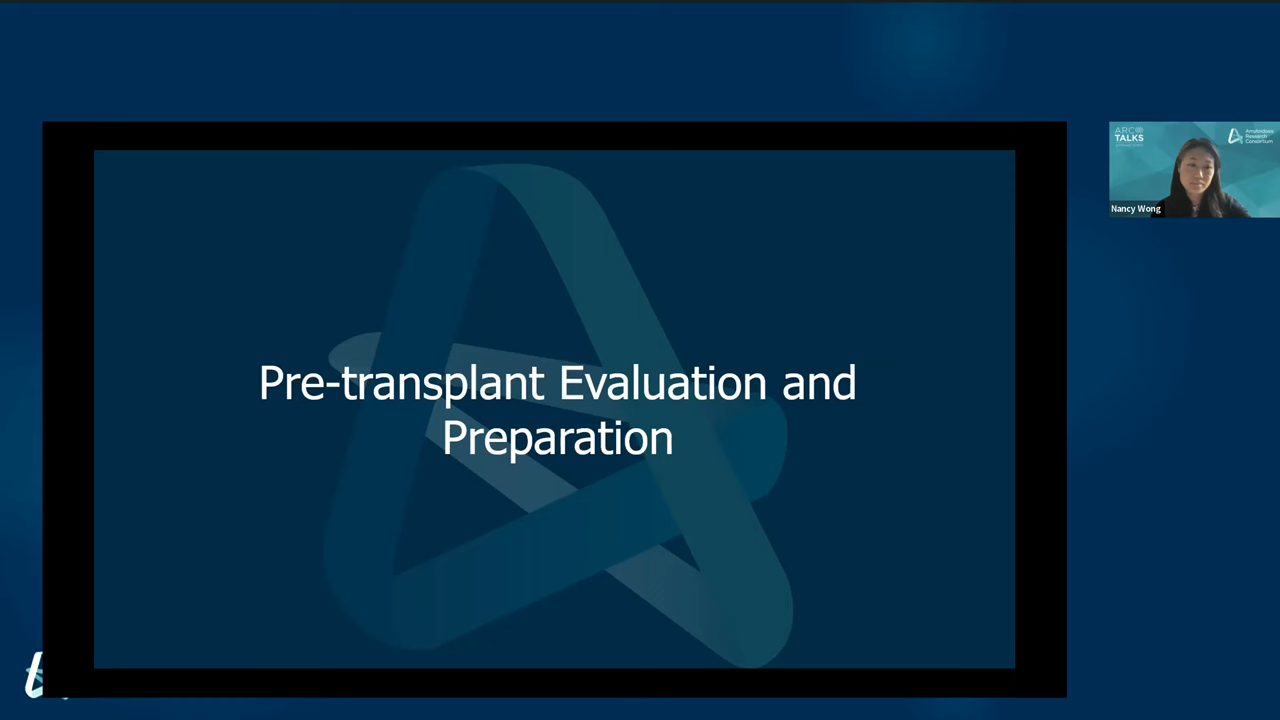 Pre-transplant Evaluation and
Preparation
ARC
TALKS
Amyloidosis
Research
Consortium
Nancy Wong